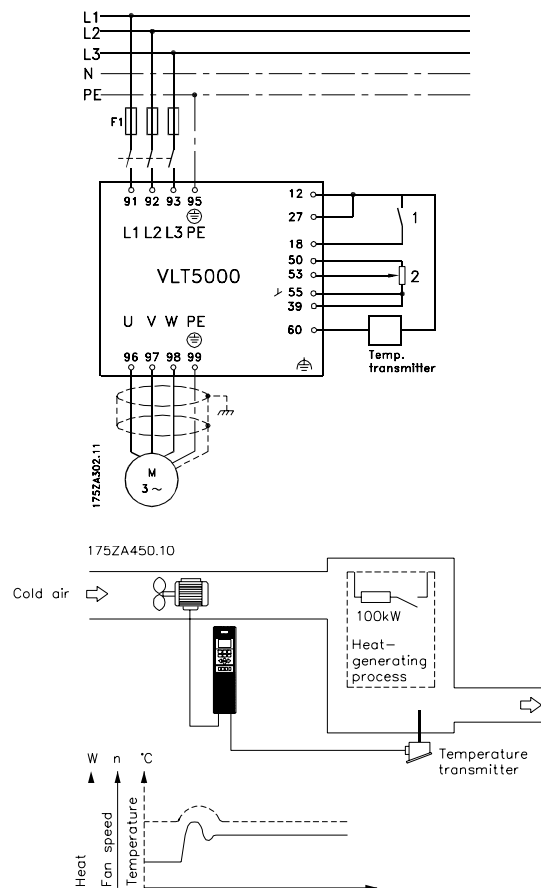 L1
L2
L3
N
PE
F1
91 92 93 95
L1 L2 L3 PE
VLT5000
U V W PE
96 97 98 99
12
27
18
50
53
55
39
60
1
2
Temp.
transmitter
M
3 ~
175ZA302.11
175ZA450.10
Cold air
100kW
Heat-
generating
process
Temperature
transmitter
W n °C
Heat
Fan speed
Temperature